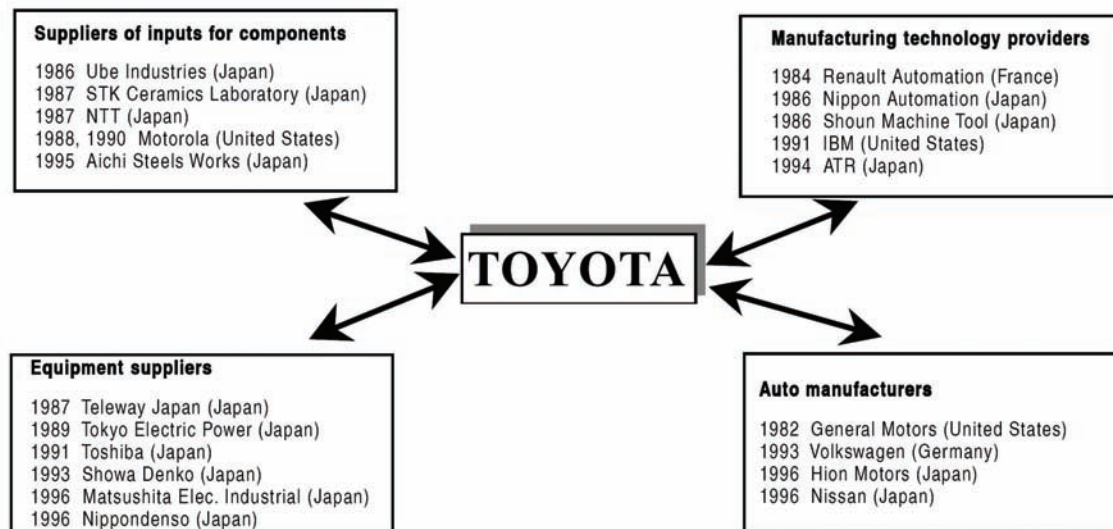 Suppliers of inputs for components
1986 Ube Industries (Japan)
1987 STK Ceramics Laboratory (Japan)
1987 NTT (Japan)
1988, 1990 Motorola (United States)
1995 Aichi Steels Works (Japan)
Manufacturing technology providers
1984 Renault Automation (France)
1986 Nippon Automation (Japan)
1986 Shoun Machine Tool (Japan)
1991 IBM (United States)
1994 ATR (Japan)
TOYOTA
Equipment suppliers
1987 Teleway Japan (Japan)
1989 Tokyo Electric Power (Japan)
1991 Toshiba (Japan)
1993 Showa Denko (Japan)
1996 Matsushita Elec. Industrial (Japan)
1996 Nippondenso (Japan)
Auto manufacturers
1982 General Motors (United States)
1993 Volkswagen (Germany)
1996 Hion Motors (Japan)
1996 Nissan (Japan)